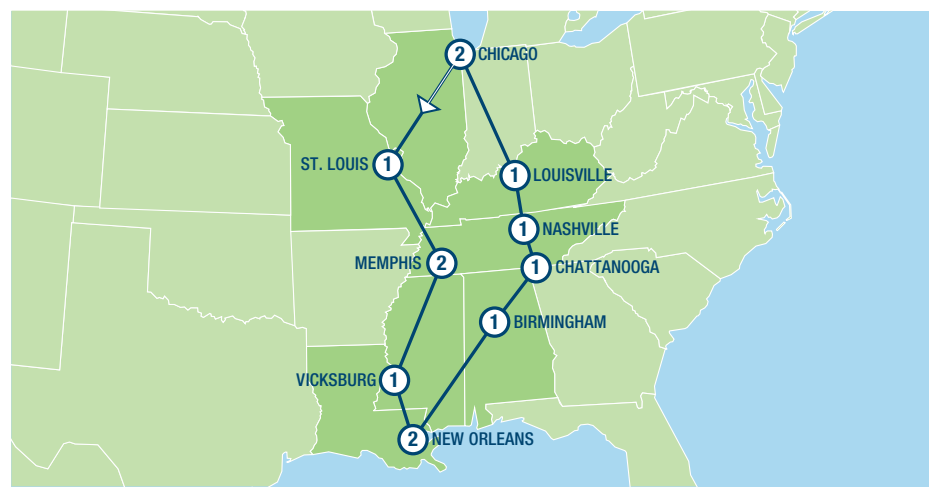 2 CHICAGO
ST. LOUIS 1
1 LOUISVILLE
1 NASHVILLE
MEMPHIS 2
1 CHATTANOOGA
1 BIRMINGHAM
VICKSBURG 1
2 NEW ORLEANS